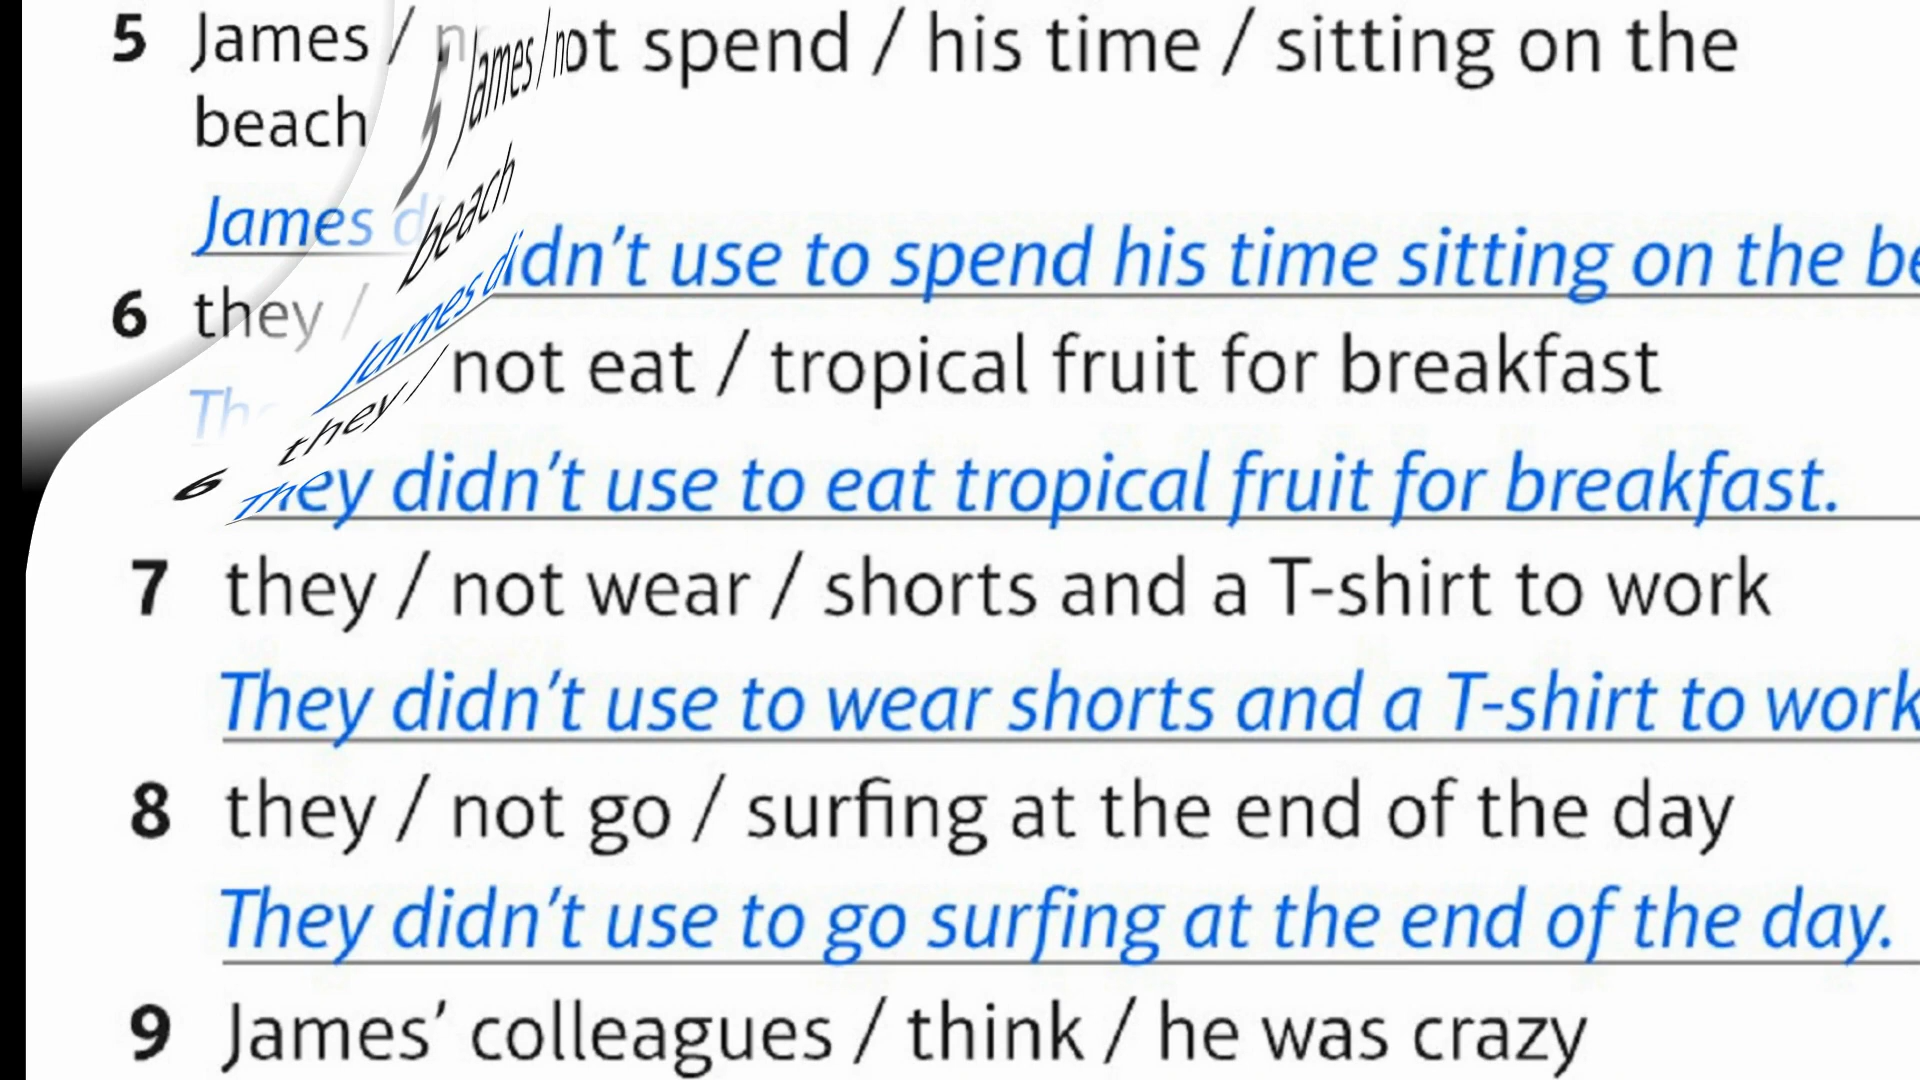 5 James / not spend / his time / sitting on the
beach
James didn't use to spend his time sitting on the
6 they / not eat / tropical fruit for breakfast
They didn't use to eat tropical fruit for breakfast.
7 they / not wear / shorts and a T-shirt to work
They didn't use to wear shorts and a T-shirt to work
8 they / not go / surfing at the end of the day
They didn't use to go surfing at the end of the day.
9 James' colleagues / think / he was crazy